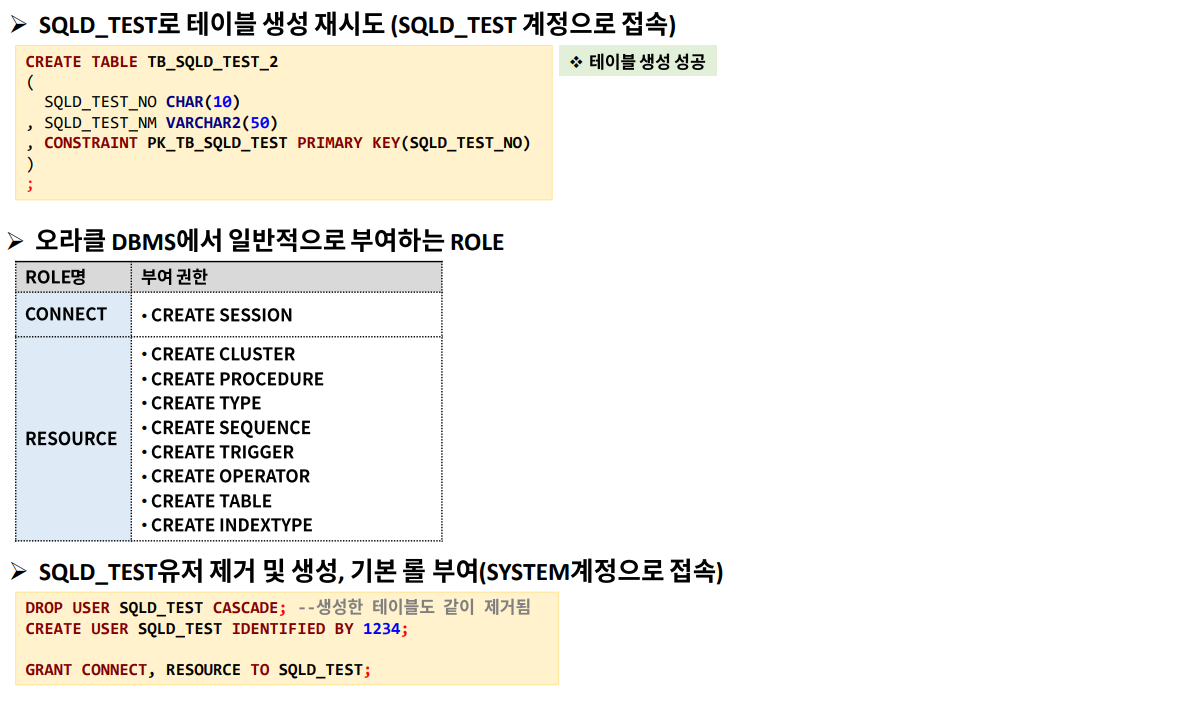 ➢ SQLD_TEST로 테이블 생성 재시도 (SQLD_TEST 계정으로 접속)
CREATE TABLE TB_SQLD_TEST_2
(
  SQLD_TEST_NO CHAR(10)
, SQLD_TEST_NM VARCHAR2(50)
, CONSTRAINT PK_TB_SQLD_TEST PRIMARY KEY(SQLD_TEST_NO)
)
;
❖ 테이블 생성 성공
➢ 오라클 DBMS에서 일반적으로 부여하는 ROLE
ROLE명 부여 권한
CONNECT • CREATE SESSION
RESOURCE
• CREATE CLUSTER
• CREATE PROCEDURE
• CREATE TYPE
• CREATE SEQUENCE
• CREATE TRIGGER
• CREATE OPERATOR
• CREATE TABLE
• CREATE INDEXTYPE
➢ SQLD_TEST유저 제거 및 생성, 기본 롤 부여(SYSTEM계정으로 접속)
DROP USER SQLD_TEST CASCADE; --생성한 테이블도 같이 제거됨
CREATE USER SQLD_TEST IDENTIFIED BY 1234;
GRANT CONNECT, RESOURCE TO SQLD_TEST;